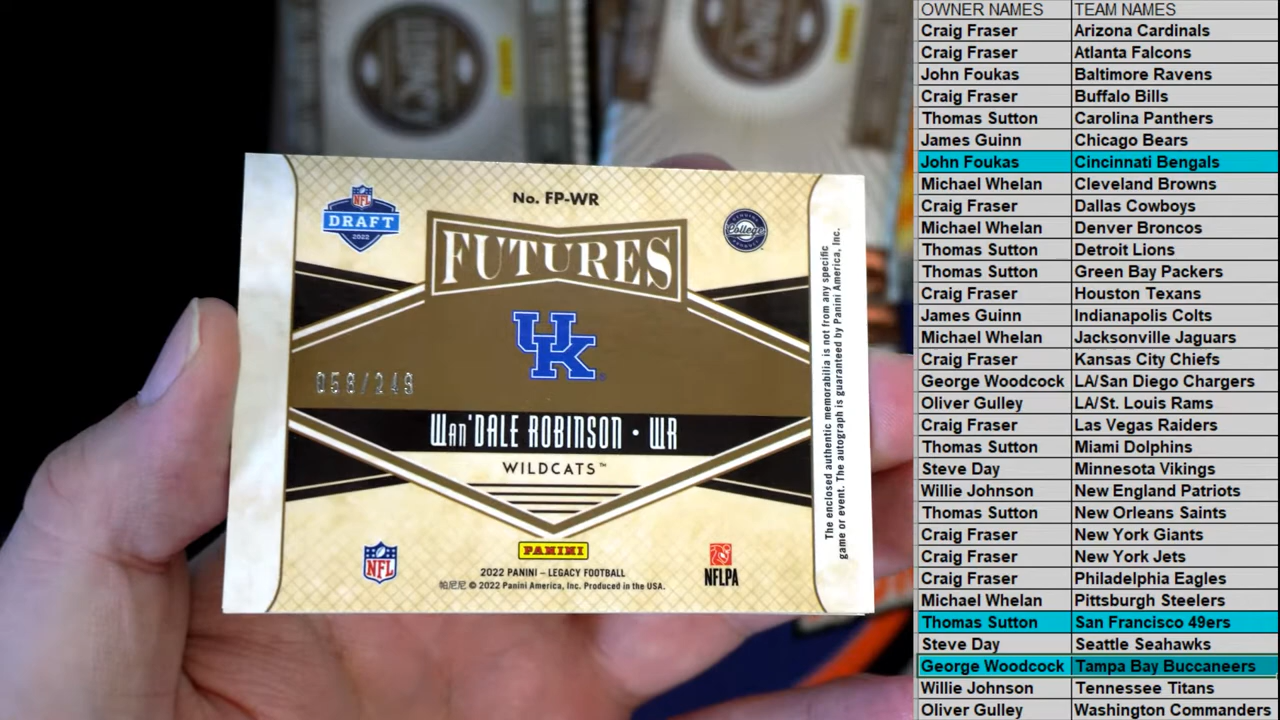 No. FP-WR
NFL
DRAFT
2022
College
FUTURES
UK
058/249
WAN'DALE ROBINSON • WR
WILDCATS™
PANINI
NFL
NFLPA
2022 PANINI – LEGACY FOOTBALL
帕尼尼 © 2022 Panini America, Inc. Produced in the USA.
The enclosed authentic memorabilia is not from any specific
game or event. The autograph is guaranteed by Panini America, Inc.
OWNER NAMES TEAM NAMES
Craig Fraser Arizona Cardinals
Craig Fraser Atlanta Falcons
John Foukas Baltimore Ravens
Craig Fraser Buffalo Bills
Thomas Sutton Carolina Panthers
James Guinn Chicago Bears
John Foukas Cincinnati Bengals
Michael Whelan Cleveland Browns
Craig Fraser Dallas Cowboys
Michael Whelan Denver Broncos
Thomas Sutton Detroit Lions
Thomas Sutton Green Bay Packers
Craig Fraser Houston Texans
James Guinn Indianapolis Colts
Michael Whelan Jacksonville Jaguars
Craig Fraser Kansas City Chiefs
George Woodcock LA/San Diego Chargers
Oliver Gulley LA/St. Louis Rams
Craig Fraser Las Vegas Raiders
Thomas Sutton Miami Dolphins
Steve Day Minnesota Vikings
Willie Johnson New England Patriots
Thomas Sutton New Orleans Saints
Craig Fraser New York Giants
Craig Fraser New York Jets
Craig Fraser Philadelphia Eagles
Michael Whelan Pittsburgh Steelers
Thomas Sutton San Francisco 49ers
Steve Day Seattle Seahawks
George Woodcock Tampa Bay Buccaneers
Willie Johnson Tennessee Titans
Oliver Gulley Washington Commanders